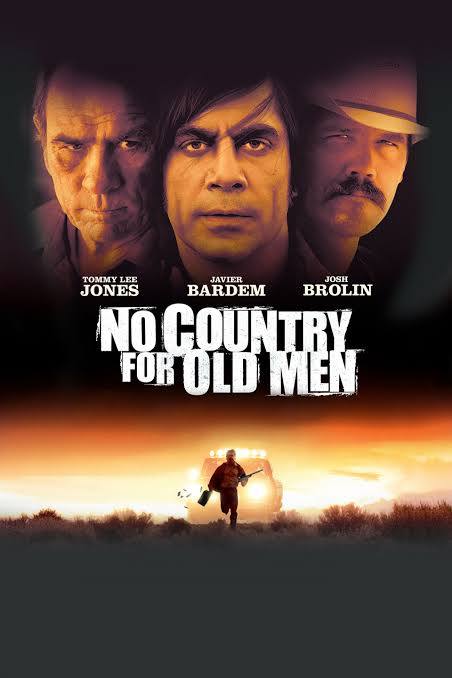 TOMMY LEE
JONES
JAVIER
BARDEM
JOSH
BROLIN
NO COUNTRY
FOR OLD MEN